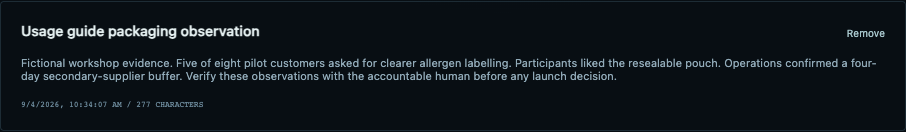 Usage guide packaging observation
Remove
Fictional workshop evidence. Five of eight pilot customers asked for clearer allergen labelling. Participants liked the resealable pouch. Operations confirmed a four-
day secondary-supplier buffer. Verify these observations with the accountable human before any launch decision.
9/4/2026, 10:34:07 AM / 277 CHARACTERS